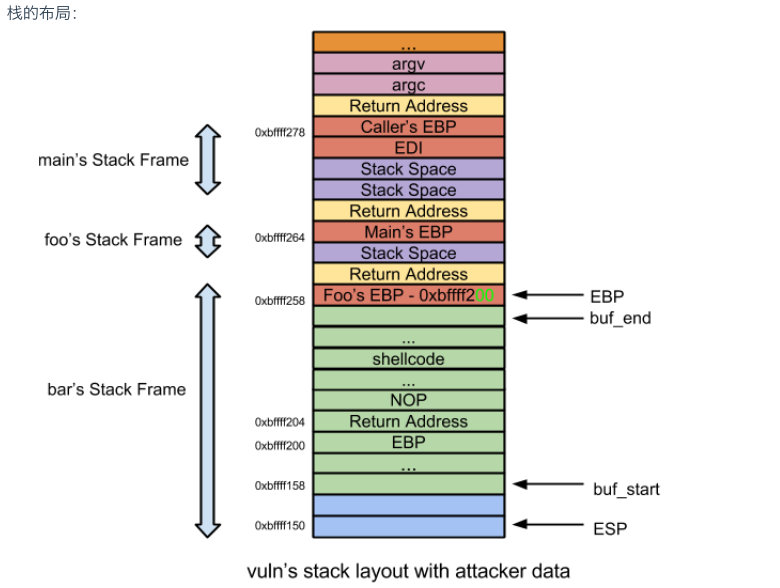 栈的布局:
...
argv
argc
Return Address
0xbffff278
Caller's EBP
EDI
main's Stack Frame
Stack Space
Stack Space
Return Address
foo's Stack Frame
0xbffff264
Main's EBP
Stack Space
Return Address
0xbffff258
Foo's EBP - 0xbffff200
EBP
buf_end
...
shellcode
bar's Stack Frame
...
NOP
0xbffff204
Return Address
0xbffff200
EBP
...
0xbffff158
buf_start
0xbffff150
ESP
vuln's stack layout with attacker data